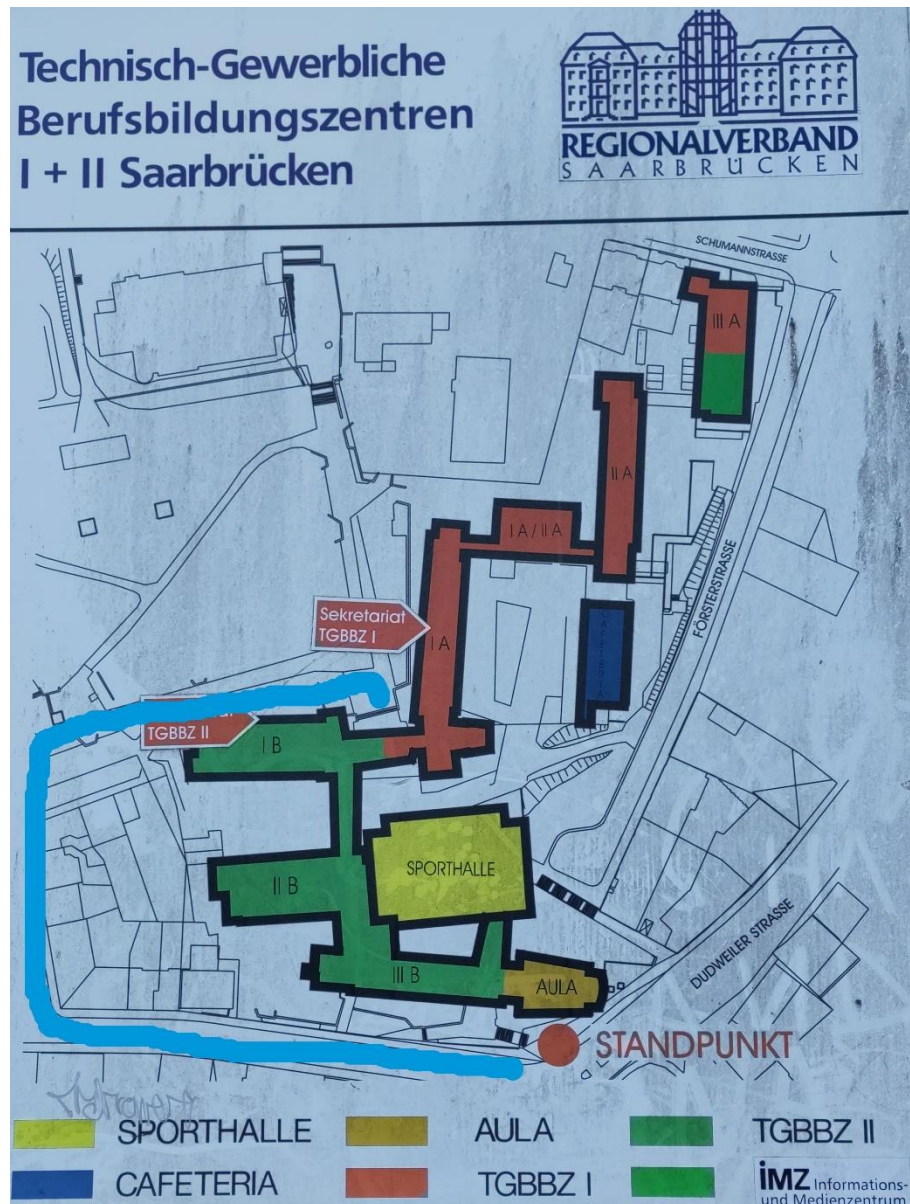 Technisch-Gewerbliche
Berufsbildungszentren
I + II Saarbrücken
REGIONALVERBAND
SAARBRÜCKEN
SCHUMANNSTRASSE
III A
II A
I A / II A
Sekretariat
TGBBZ I
I A
FÖRSTERSTRASSE
TGBBZ II
I B
SPORTHALLE
II B
DUDWEILER STRASSE
III B
AULA
STANDPUNKT
SPORTHALLE
AULA
TGBBZ II
CAFETERIA
TGBBZ I
iMZ Informations-
und Medienzentrum